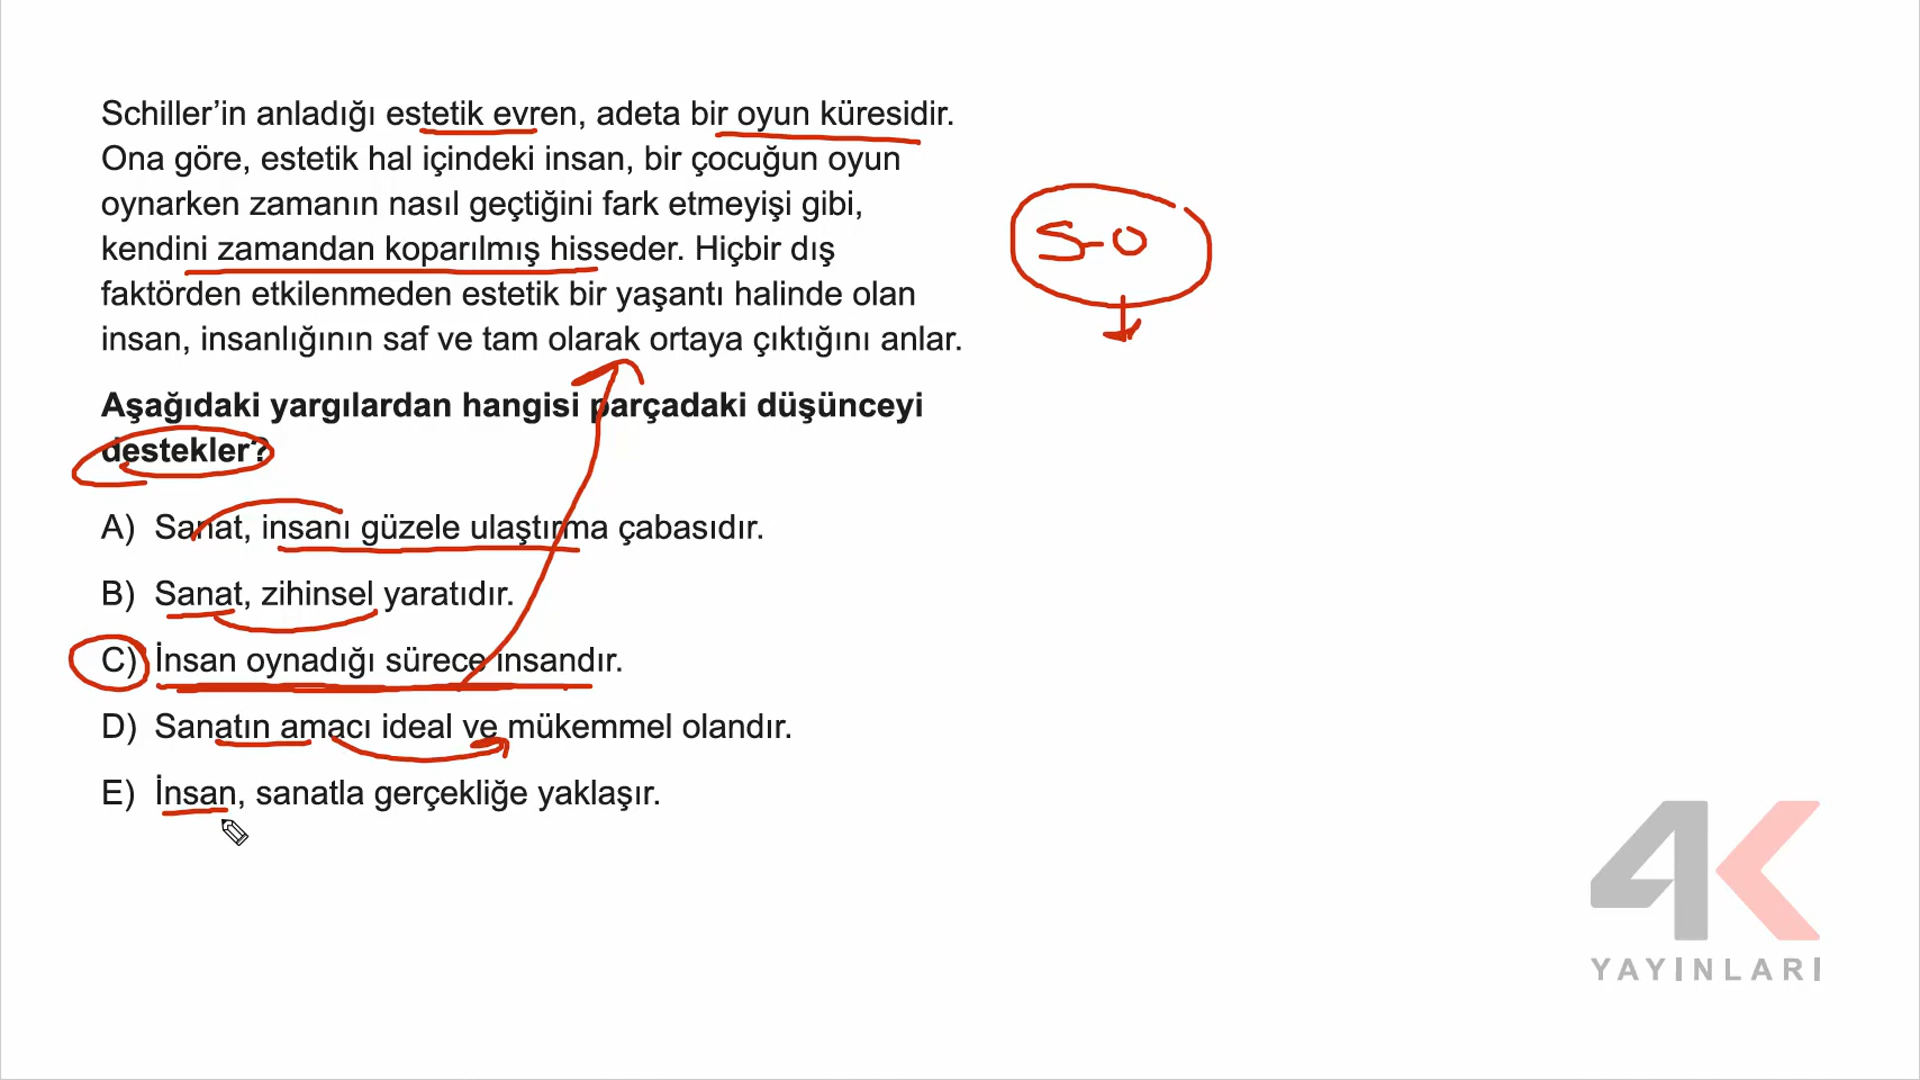 Schiller’in anladığı estetik evren, adeta bir oyun küresidir.
Ona göre, estetik hal içindeki insan, bir çocuğun oyun
oynarken zamanın nasıl geçtiğini fark etmeyişi gibi,
kendini zamandan koparılmış hisseder. Hiçbir dış
faktörden etkilenmeden estetik bir yaşantı halinde olan
insan, insanlığının saf ve tam olarak ortaya çıktığını anlar.
S-O
Aşağıdaki yargılardan hangisi parçadaki düşünceyi
destekler?
A) Sanat, insanı güzele ulaştırma çabasıdır.
B) Sanat, zihinsel yaratıdır.
C) İnsan oynadığı sürece insandır.
D) Sanatın amacı ideal ve mükemmel olandır.
E) İnsan, sanatla gerçekliğe yaklaşır.
4K
YAYINLARI